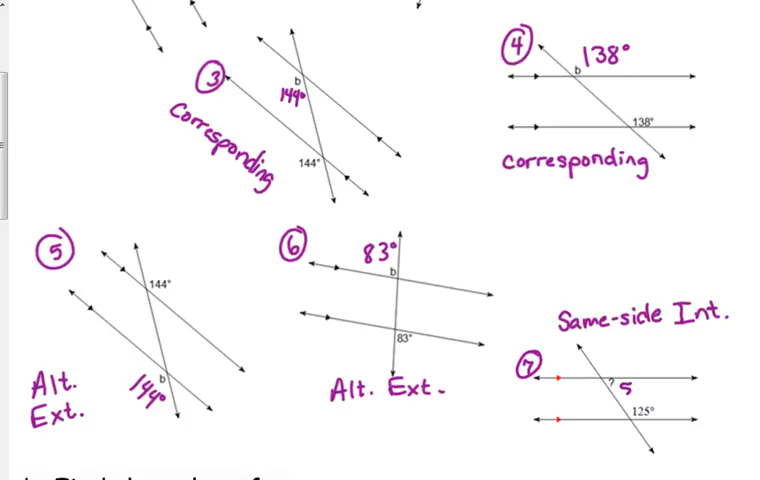 ③
b
144°
Corresponding
144°
④
138°
b
138°
Corresponding
⑤
144°
b
144°
Alt.
Ext.
⑥
83°
b
83°
Alt. Ext.
Same-side Int.
⑦
?
5
125°